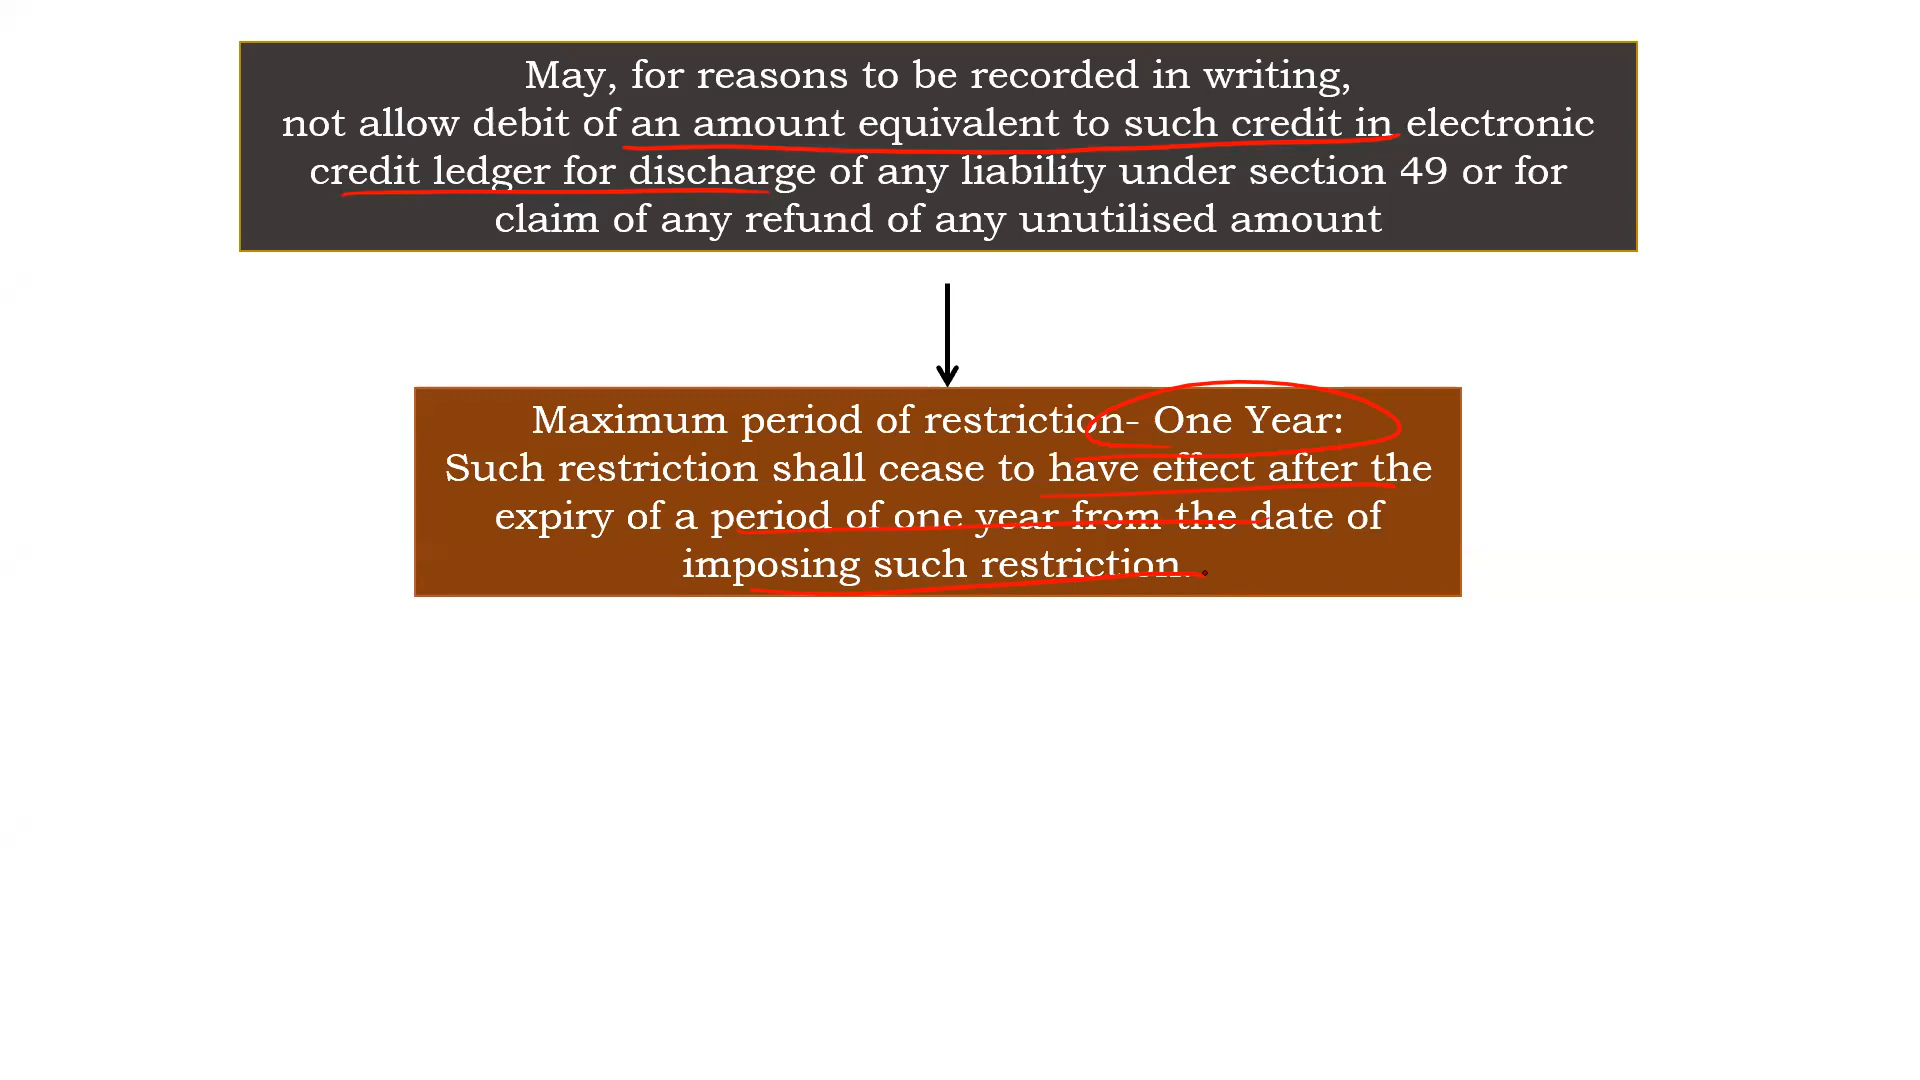 May, for reasons to be recorded in writing,
not allow debit of an amount equivalent to such credit in electronic
credit ledger for discharge of any liability under section 49 or for
claim of any refund of any unutilised amount
Maximum period of restriction- One Year:
Such restriction shall cease to have effect after the
expiry of a period of one year from the date of
imposing such restriction.